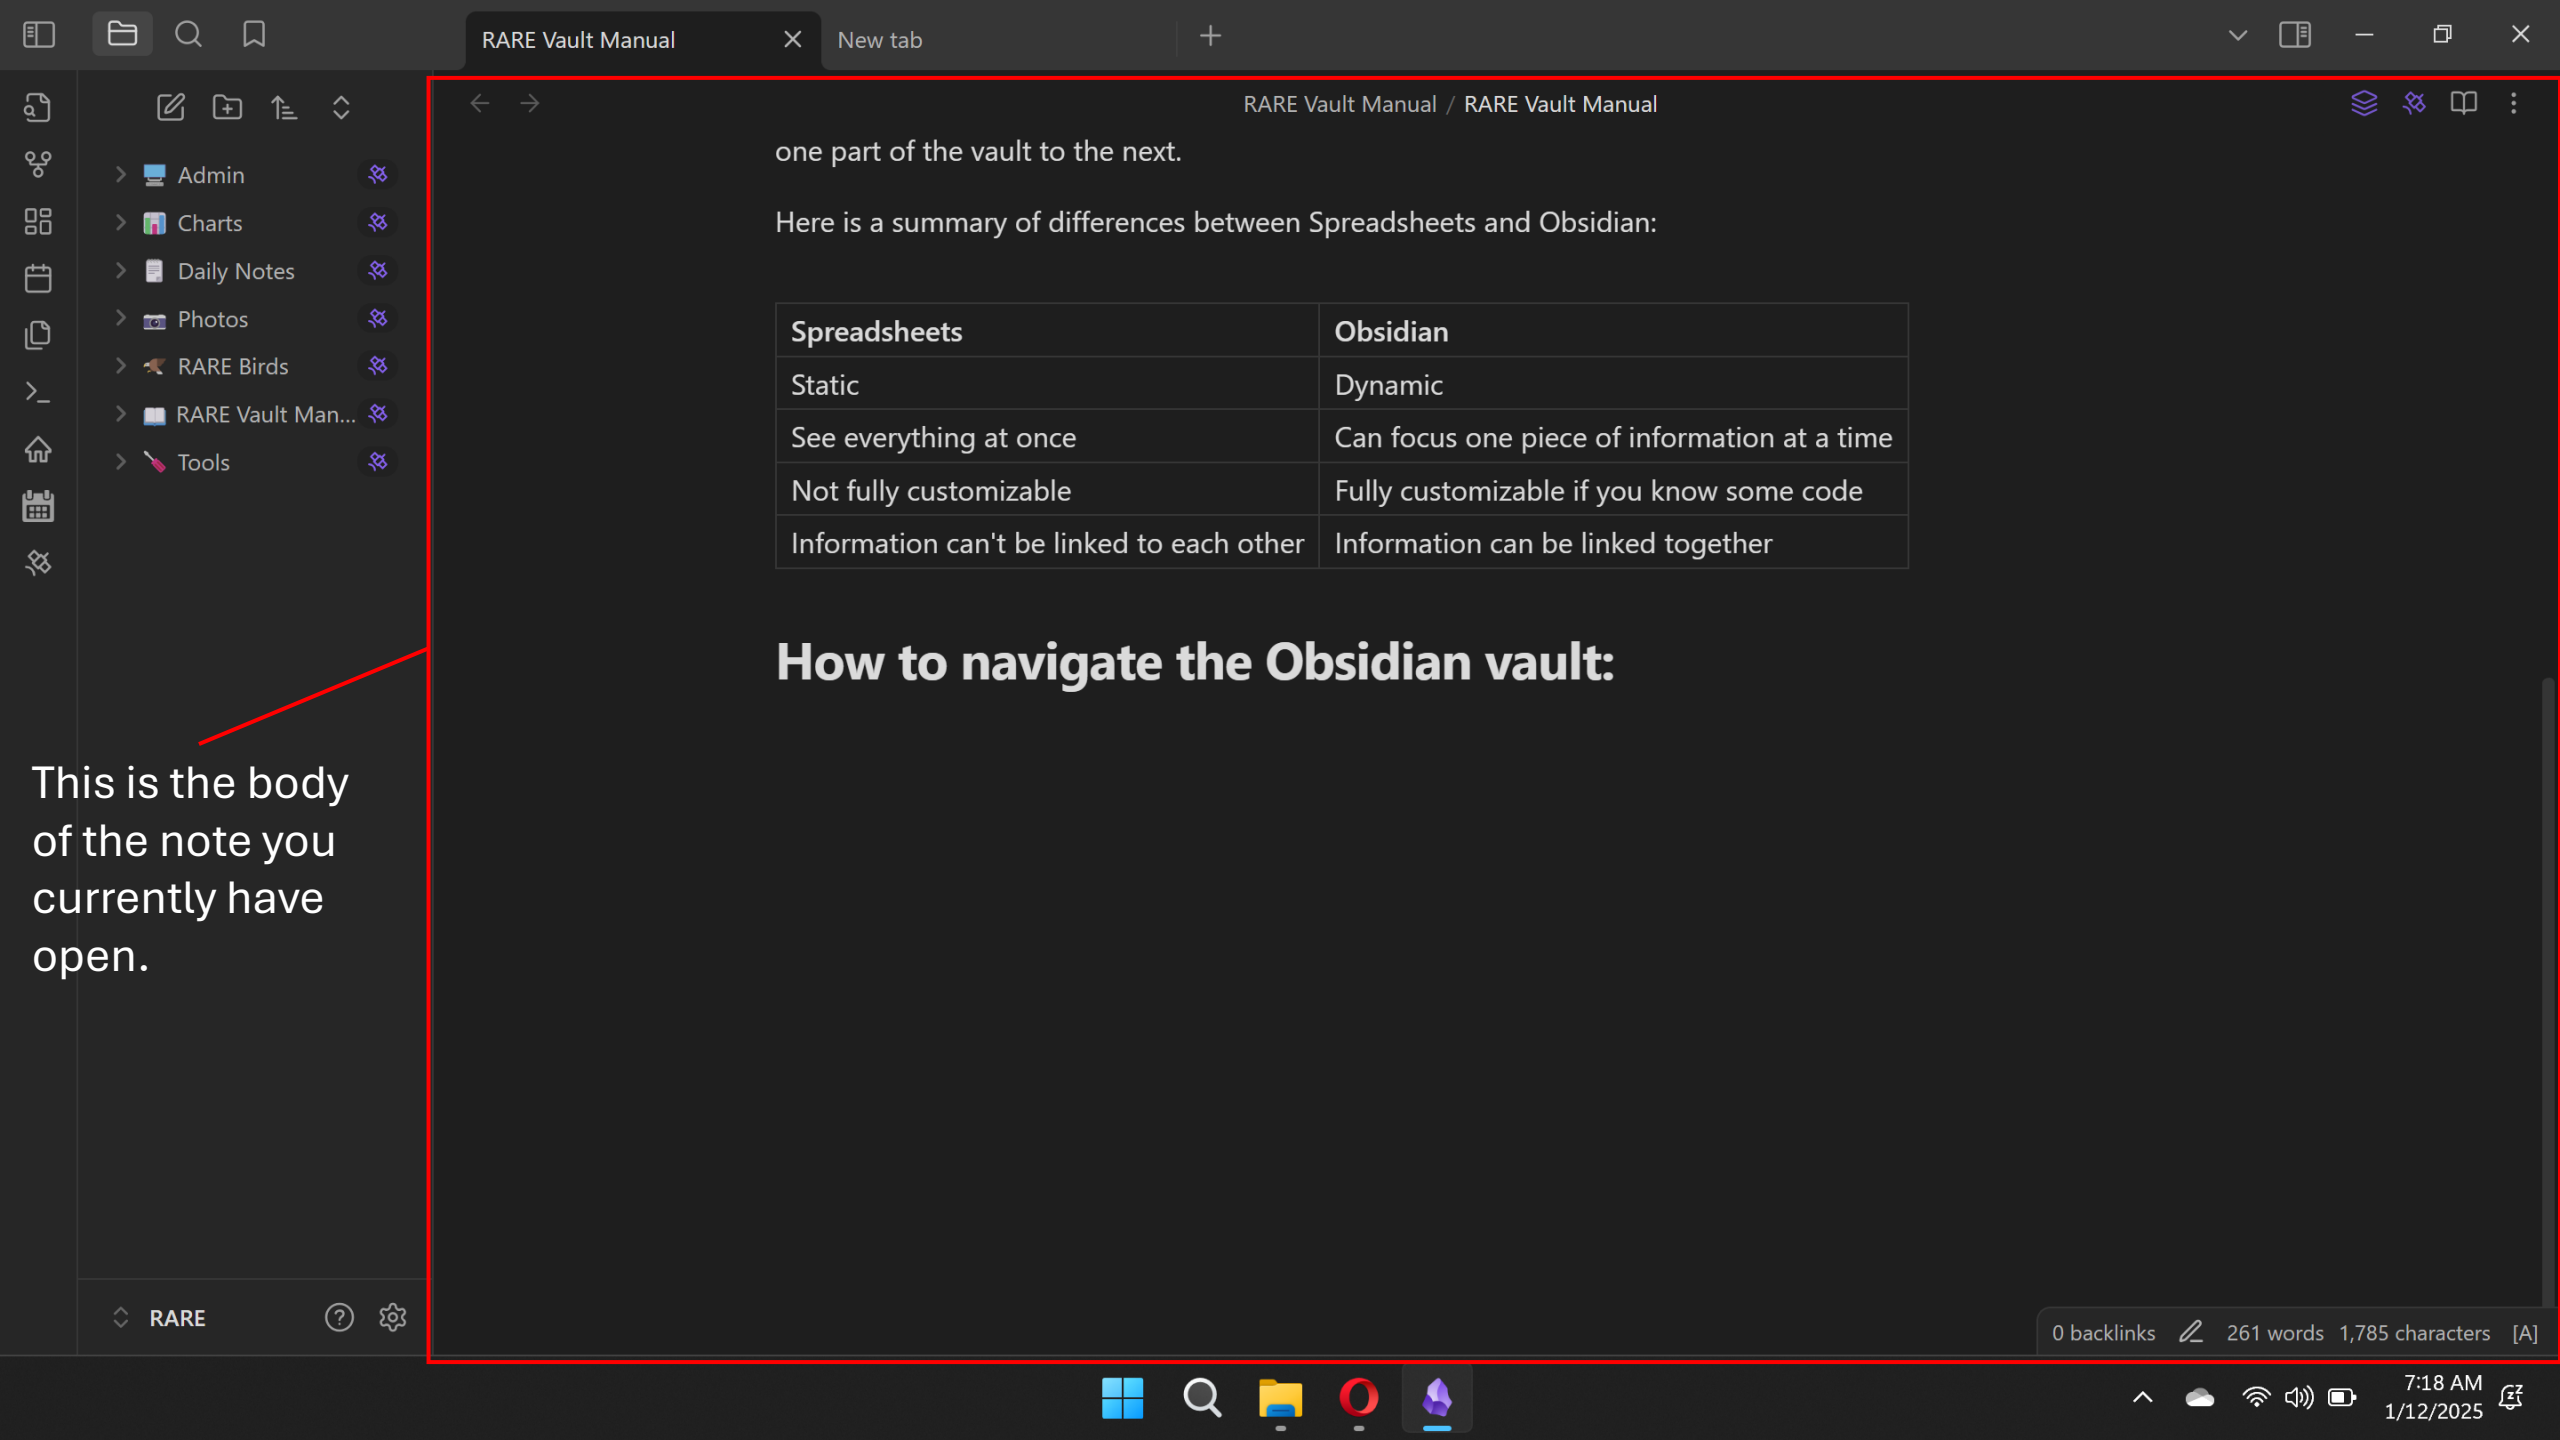 RARE Vault Manual
New tab
RARE Vault Manual / RARE Vault Manual
Admin
Charts
Daily Notes
Photos
RARE Birds
RARE Vault Man...
Tools
one part of the vault to the next.
Here is a summary of differences between Spreadsheets and Obsidian:
Spreadsheets Obsidian
Static Dynamic
See everything at once Can focus one piece of information at a time
Not fully customizable Fully customizable if you know some code
Information can't be linked to each other Information can be linked together
How to navigate the Obsidian vault:
This is the body
of the note you
currently have
open.
RARE
0 backlinks 261 words 1,785 characters [A]
7:18 AM
1/12/2025